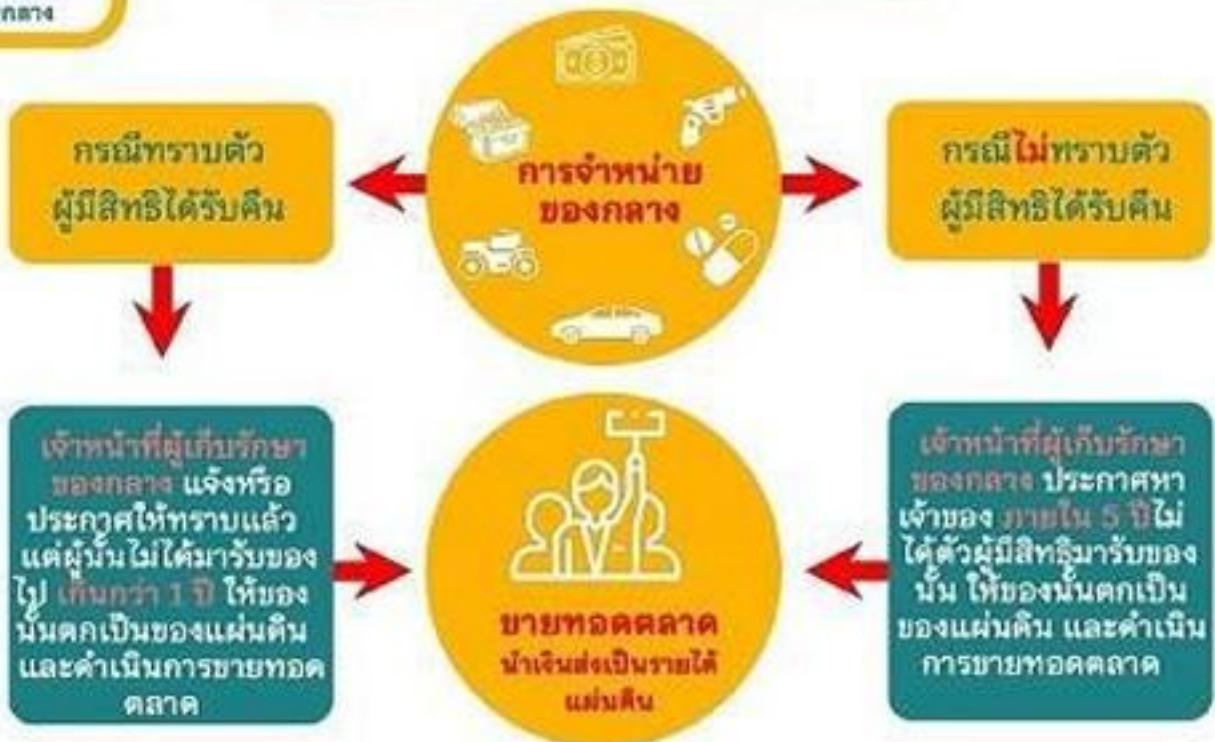 กลาง
การจำหน่าย
ของกลาง
กรณีทราบตัว
ผู้มีสิทธิได้รับคืน
กรณีไม่ทราบตัว
ผู้มีสิทธิได้รับคืน
เจ้าหน้าที่ผู้เก็บรักษา
ของกลาง แจ้งหรือ
ประกาศให้ทราบแล้ว
แต่ผู้นั้นไม่ได้มารับของ
ไป เกินกว่า 1 ปี ให้ของ
นั้นตกเป็นของแผ่นดิน
และดำเนินการขายทอด
ตลาด
ขายทอดตลาด
นำเงินส่งเป็นรายได้
แผ่นดิน
เจ้าหน้าที่ผู้เก็บรักษา
ของกลาง ประกาศหา
เจ้าของ ภายใน 5 ปีไม่
ได้ตัวผู้มีสิทธิมารับของ
นั้น ให้ของนั้นตกเป็น
ของแผ่นดิน และดำเนิน
การขายทอดตลาด